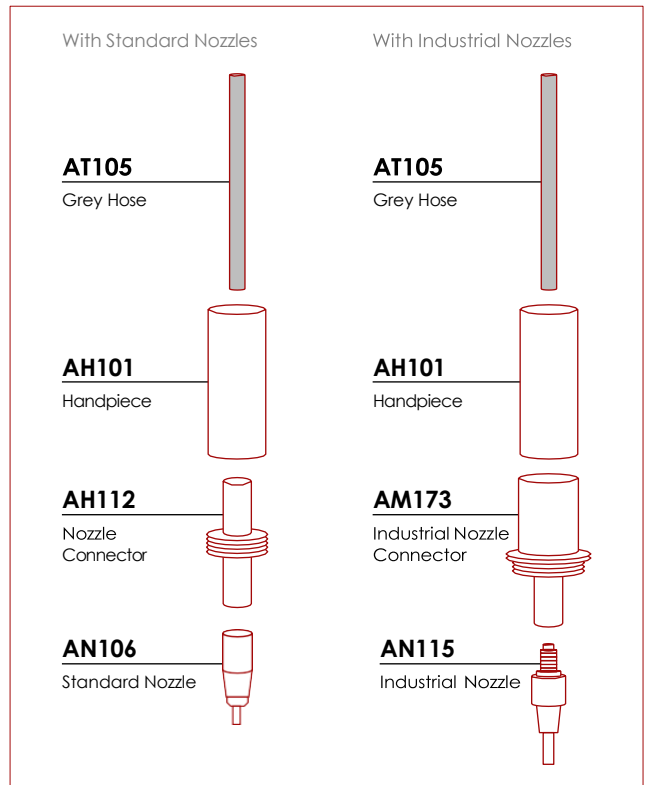 With Standard Nozzles
AT105
Grey Hose
AH101
Handpiece
AH112
Nozzle
Connector
AN106
Standard Nozzle
With Industrial Nozzles
AT105
Grey Hose
AH101
Handpiece
AM173
Industrial Nozzle
Connector
AN115
Industrial Nozzle